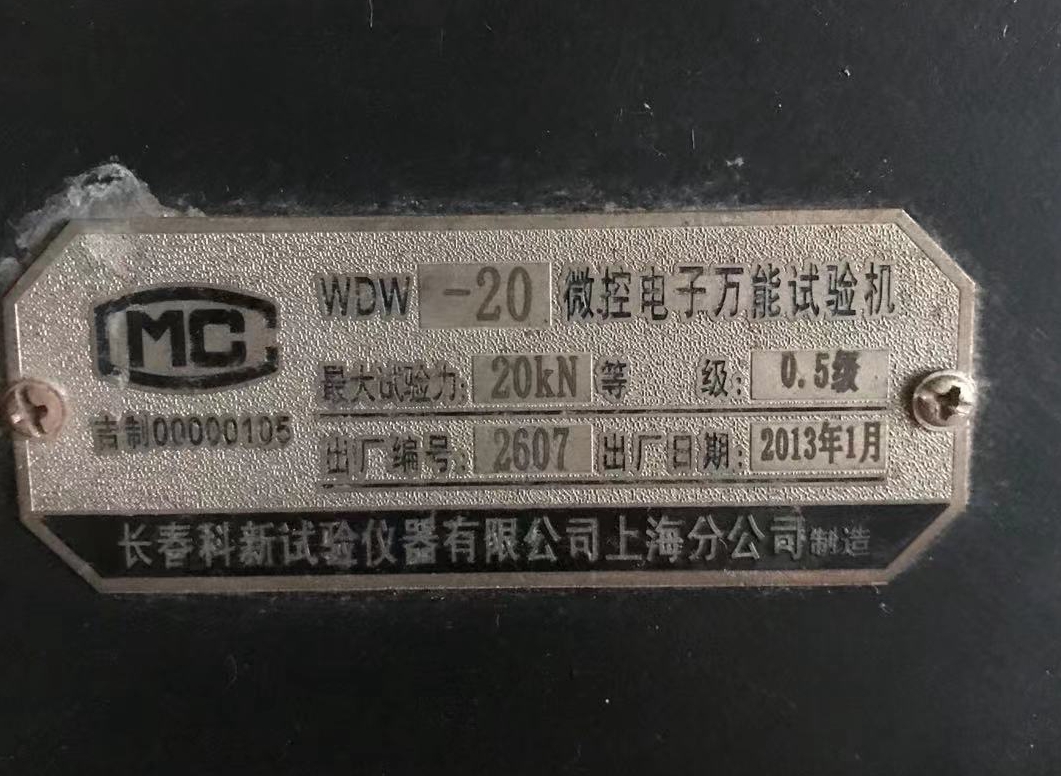 MC
吉制00000105
WDW -20 微控电子万能试验机
最大试验力: 20kN 等 级: 0.5级
出厂编号: 2607 出厂日期: 2013年1月
长春科新试验仪器有限公司上海分公司制造